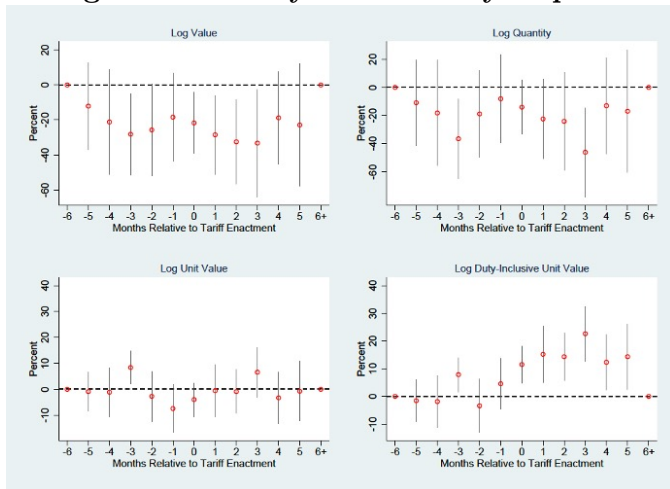 Log Value
Percent
20
0
-20
-40
-60
-6 -5 -4 -3 -2 -1 0 1 2 3 4 5 6+
Months Relative to Tariff Enactment
Log Quantity
Percent
20
0
-20
-40
-60
-6 -5 -4 -3 -2 -1 0 1 2 3 4 5 6+
Months Relative to Tariff Enactment
Log Unit Value
Percent
40
30
20
10
0
-10
-6 -5 -4 -3 -2 -1 0 1 2 3 4 5 6+
Months Relative to Tariff Enactment
Log Duty-Inclusive Unit Value
Percent
40
30
20
10
0
-10
-6 -5 -4 -3 -2 -1 0 1 2 3 4 5 6+
Months Relative to Tariff Enactment